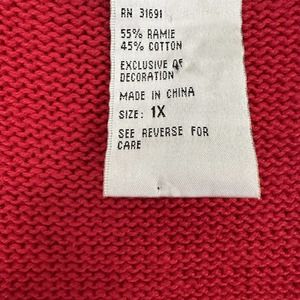 RN 31691
55% RAMIE
45% COTTON
EXCLUSIVE OF
DECORATION
MADE IN CHINA
SIZE: 1X
SEE REVERSE FOR
CARE